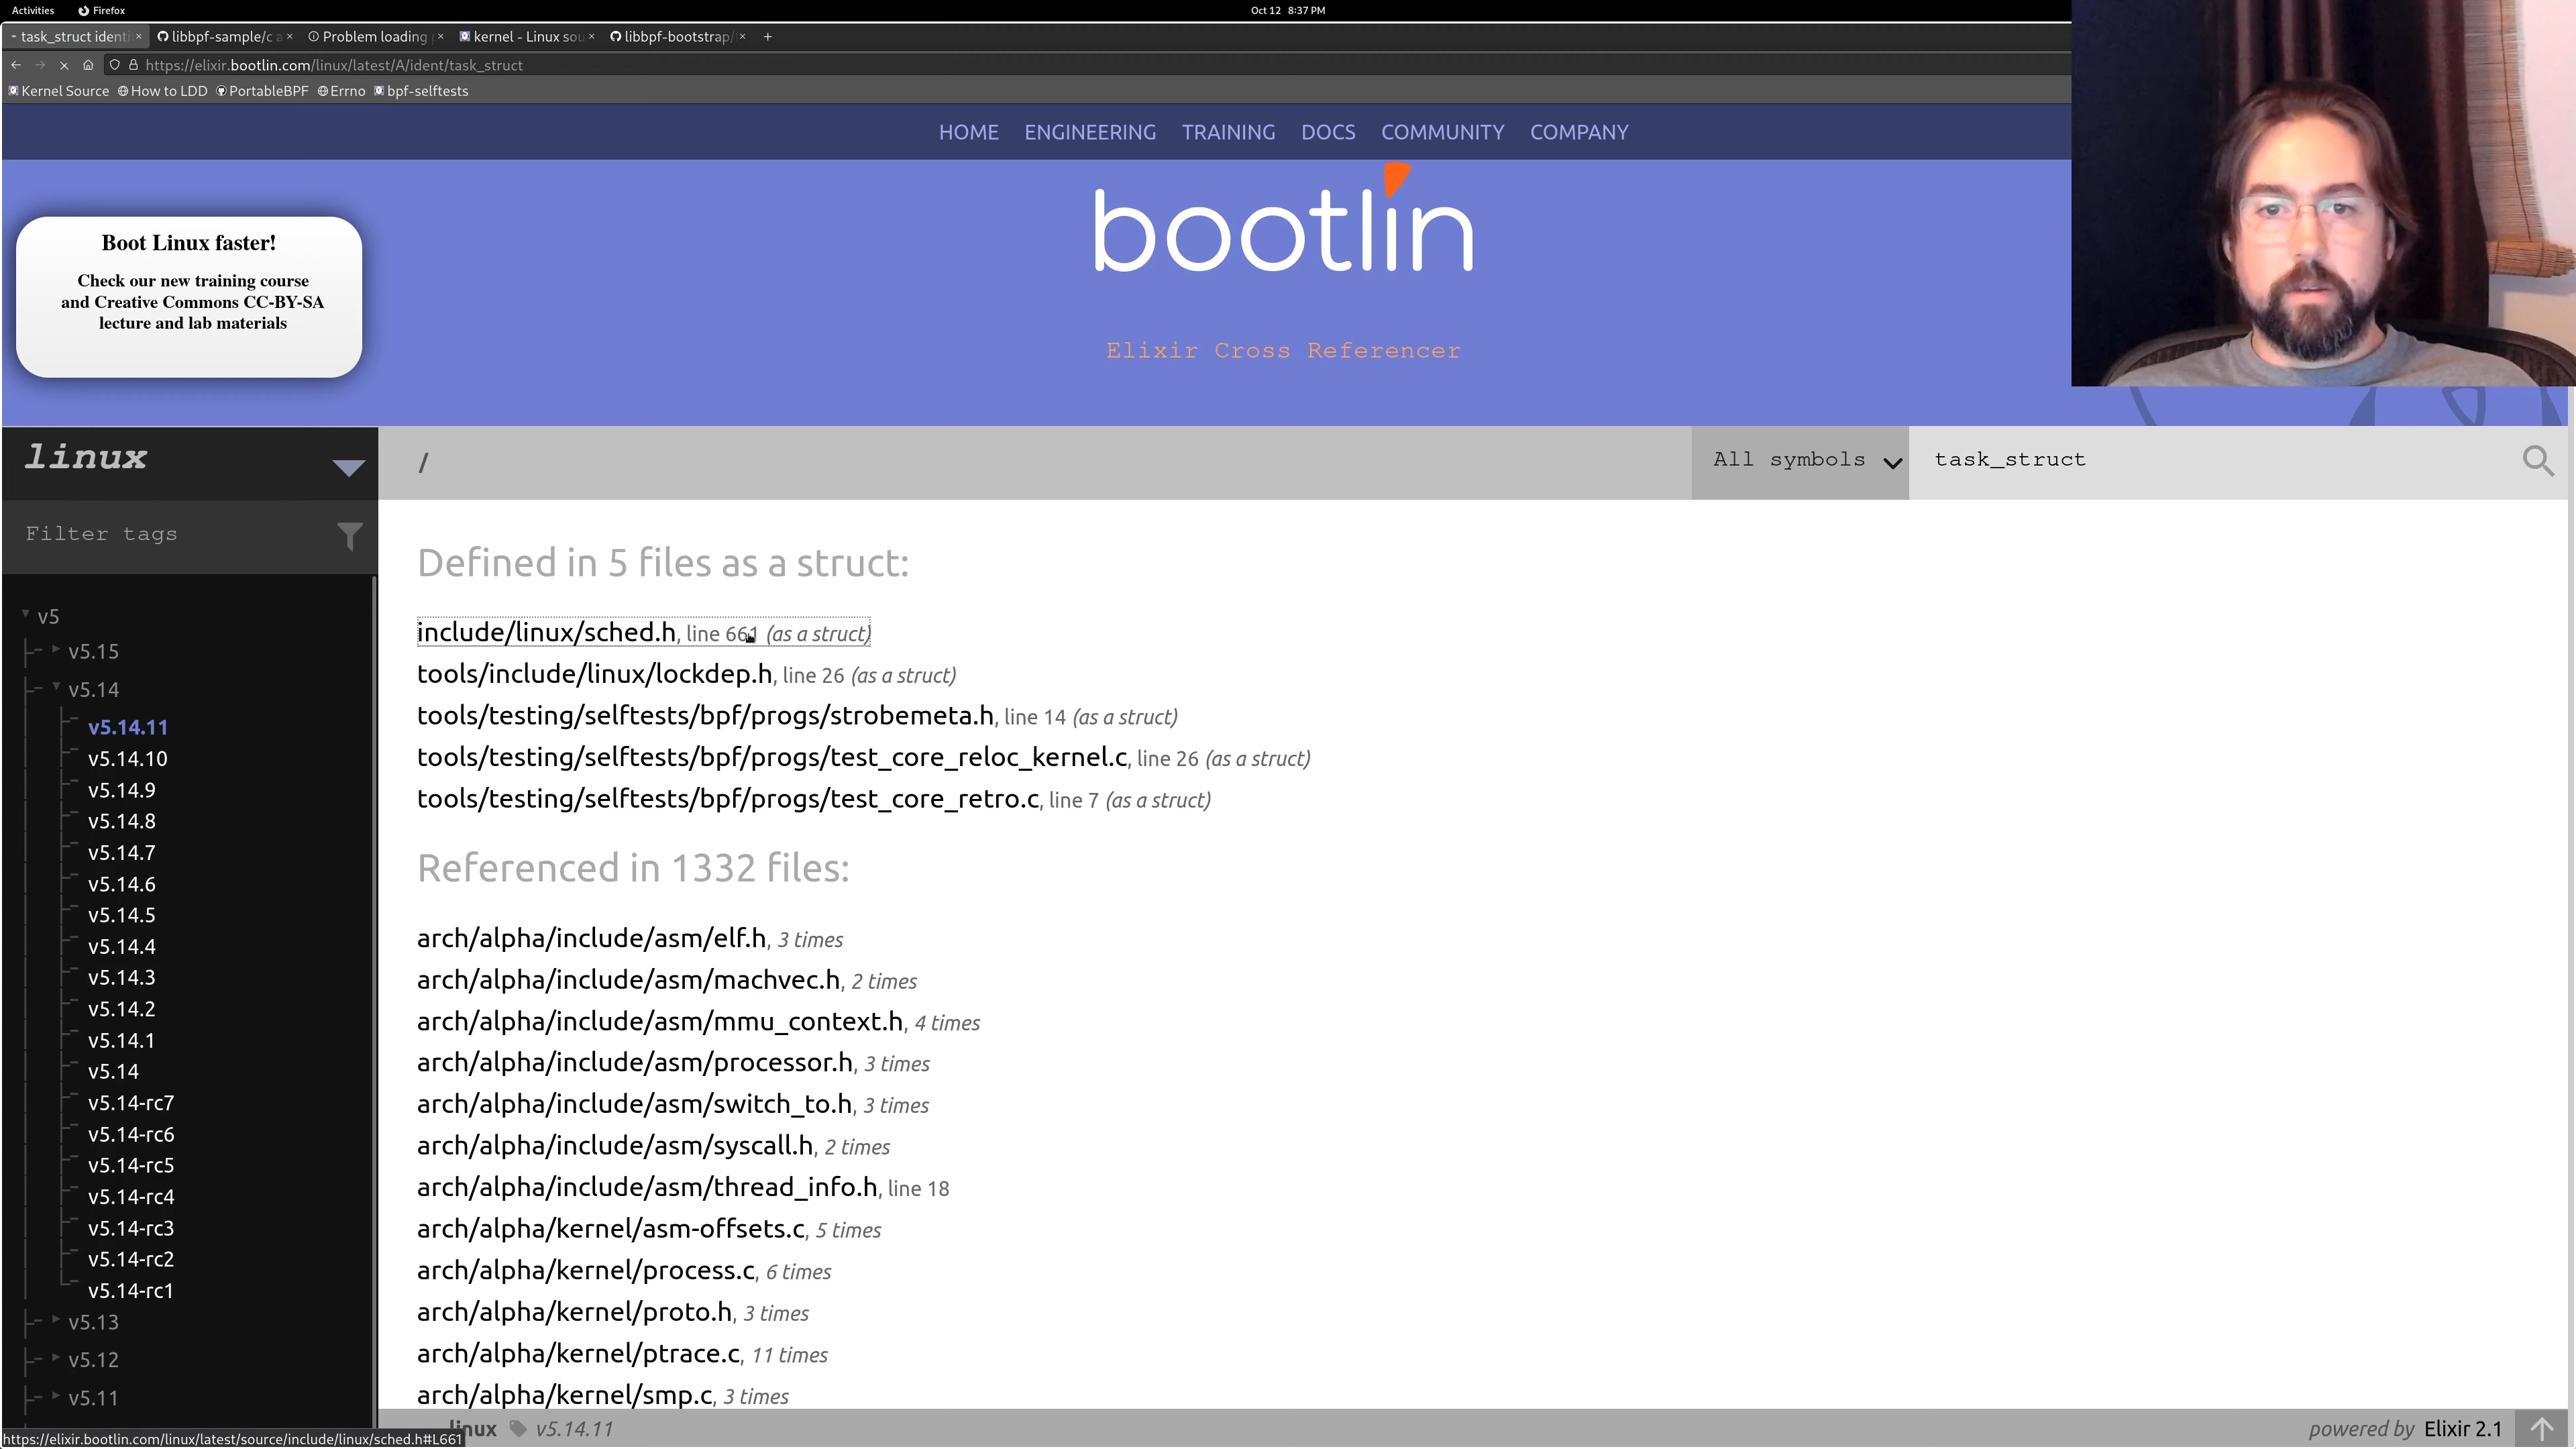 Activities Firefox Oct 12 8:37 PM
task_struct identi × libbpf-sample/c a × Problem loading × kernel - Linux sou × libbpf-bootstrap/ × +
https://elixir.bootlin.com/linux/latest/A/ident/task_struct
Kernel Source How to LDD PortableBPF Errno bpf-selftests
HOME ENGINEERING TRAINING DOCS COMMUNITY COMPANY
bootlin
Boot Linux faster!
Check our new training course
and Creative Commons CC-BY-SA
lecture and lab materials
Elixir Cross Referencer
linux
/ All symbols task_struct
Filter tags
v5
v5.15
v5.14
v5.14.11
v5.14.10
v5.14.9
v5.14.8
v5.14.7
v5.14.6
v5.14.5
v5.14.4
v5.14.3
v5.14.2
v5.14.1
v5.14
v5.14-rc7
v5.14-rc6
v5.14-rc5
v5.14-rc4
v5.14-rc3
v5.14-rc2
v5.14-rc1
v5.13
v5.12
v5.11
Defined in 5 files as a struct:
include/linux/sched.h, line 661 (as a struct)
tools/include/linux/lockdep.h, line 26 (as a struct)
tools/testing/selftests/bpf/progs/strobemeta.h, line 14 (as a struct)
tools/testing/selftests/bpf/progs/test_core_reloc_kernel.c, line 26 (as a struct)
tools/testing/selftests/bpf/progs/test_core_retro.c, line 7 (as a struct)
Referenced in 1332 files:
arch/alpha/include/asm/elf.h, 3 times
arch/alpha/include/asm/machvec.h, 2 times
arch/alpha/include/asm/mmu_context.h, 4 times
arch/alpha/include/asm/processor.h, 3 times
arch/alpha/include/asm/switch_to.h, 3 times
arch/alpha/include/asm/syscall.h, 2 times
arch/alpha/include/asm/thread_info.h, line 18
arch/alpha/kernel/asm-offsets.c, 5 times
arch/alpha/kernel/process.c, 6 times
arch/alpha/kernel/proto.h, 3 times
arch/alpha/kernel/ptrace.c, 11 times
arch/alpha/kernel/smp.c, 3 times
linux v5.14.11 powered by Elixir 2.1
https://elixir.bootlin.com/linux/latest/source/include/linux/sched.h#L661